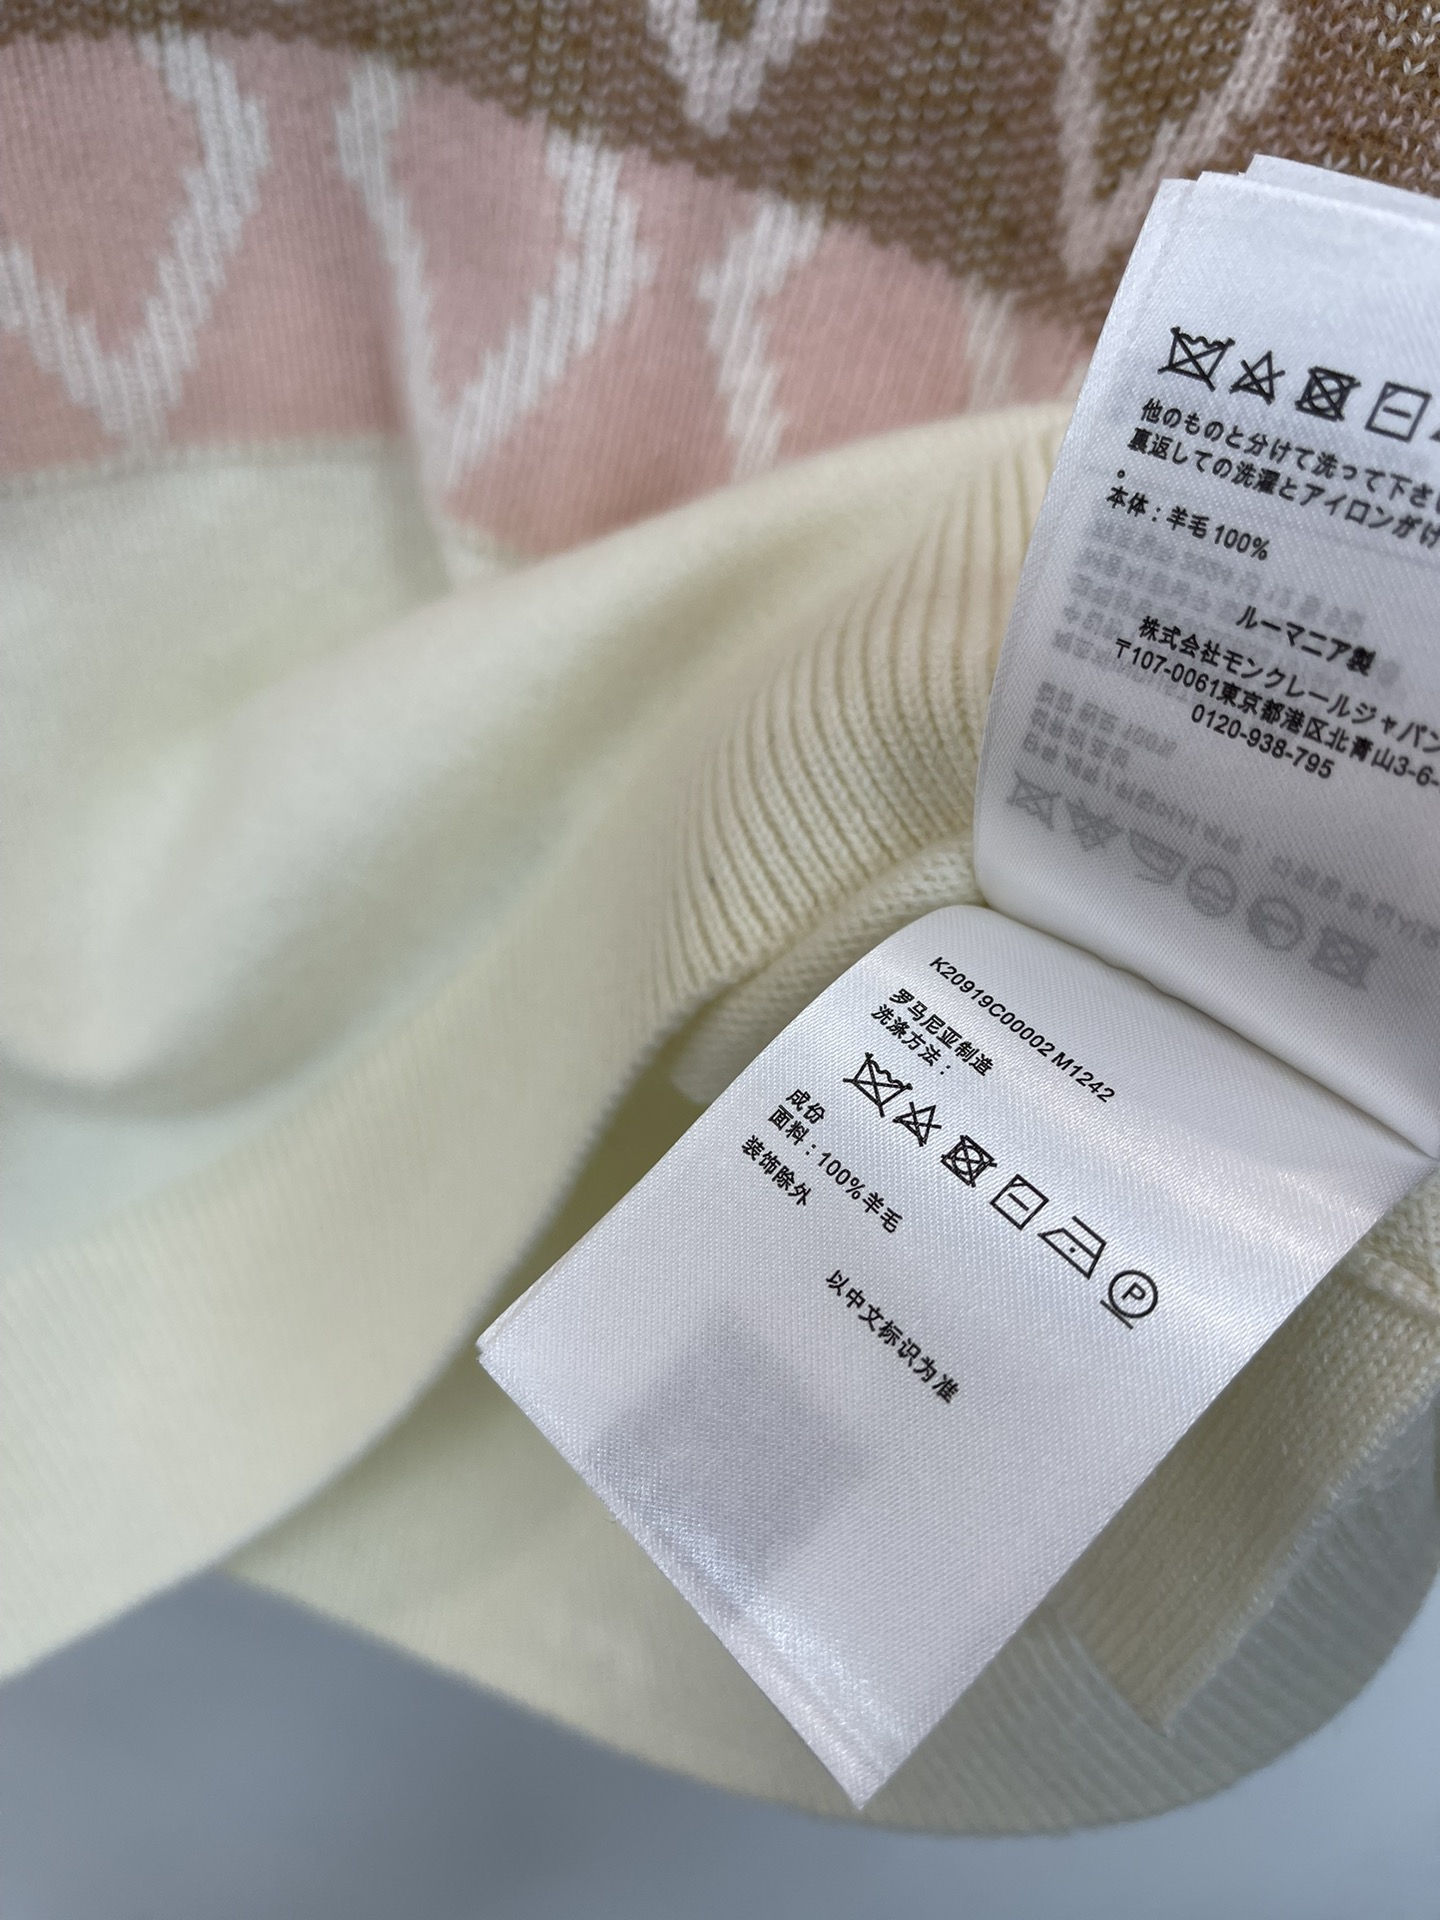 他のものと分けて洗って下さい
裏返しての洗濯とアイロンがけ
。
本体 : 羊毛 100%
ルーマニア製
株式会社モンクレールジャパン
〒107-0061東京都港区北青山3-6-
0120-938-795
K20919C00002 M1242
罗马尼亚制造
洗涤方法 :
成份
面料 : 100%羊毛
装饰除外
P
以中文标识为准